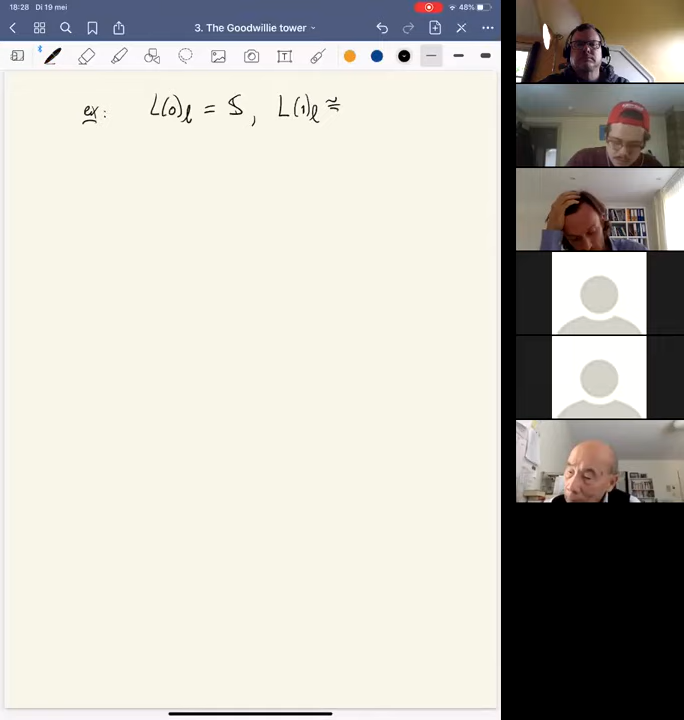 18:28 Di 19 mei 48%
3. The Goodwillie tower
ex: L(0)ₗ = 𝕊, L(1)ₗ ≅